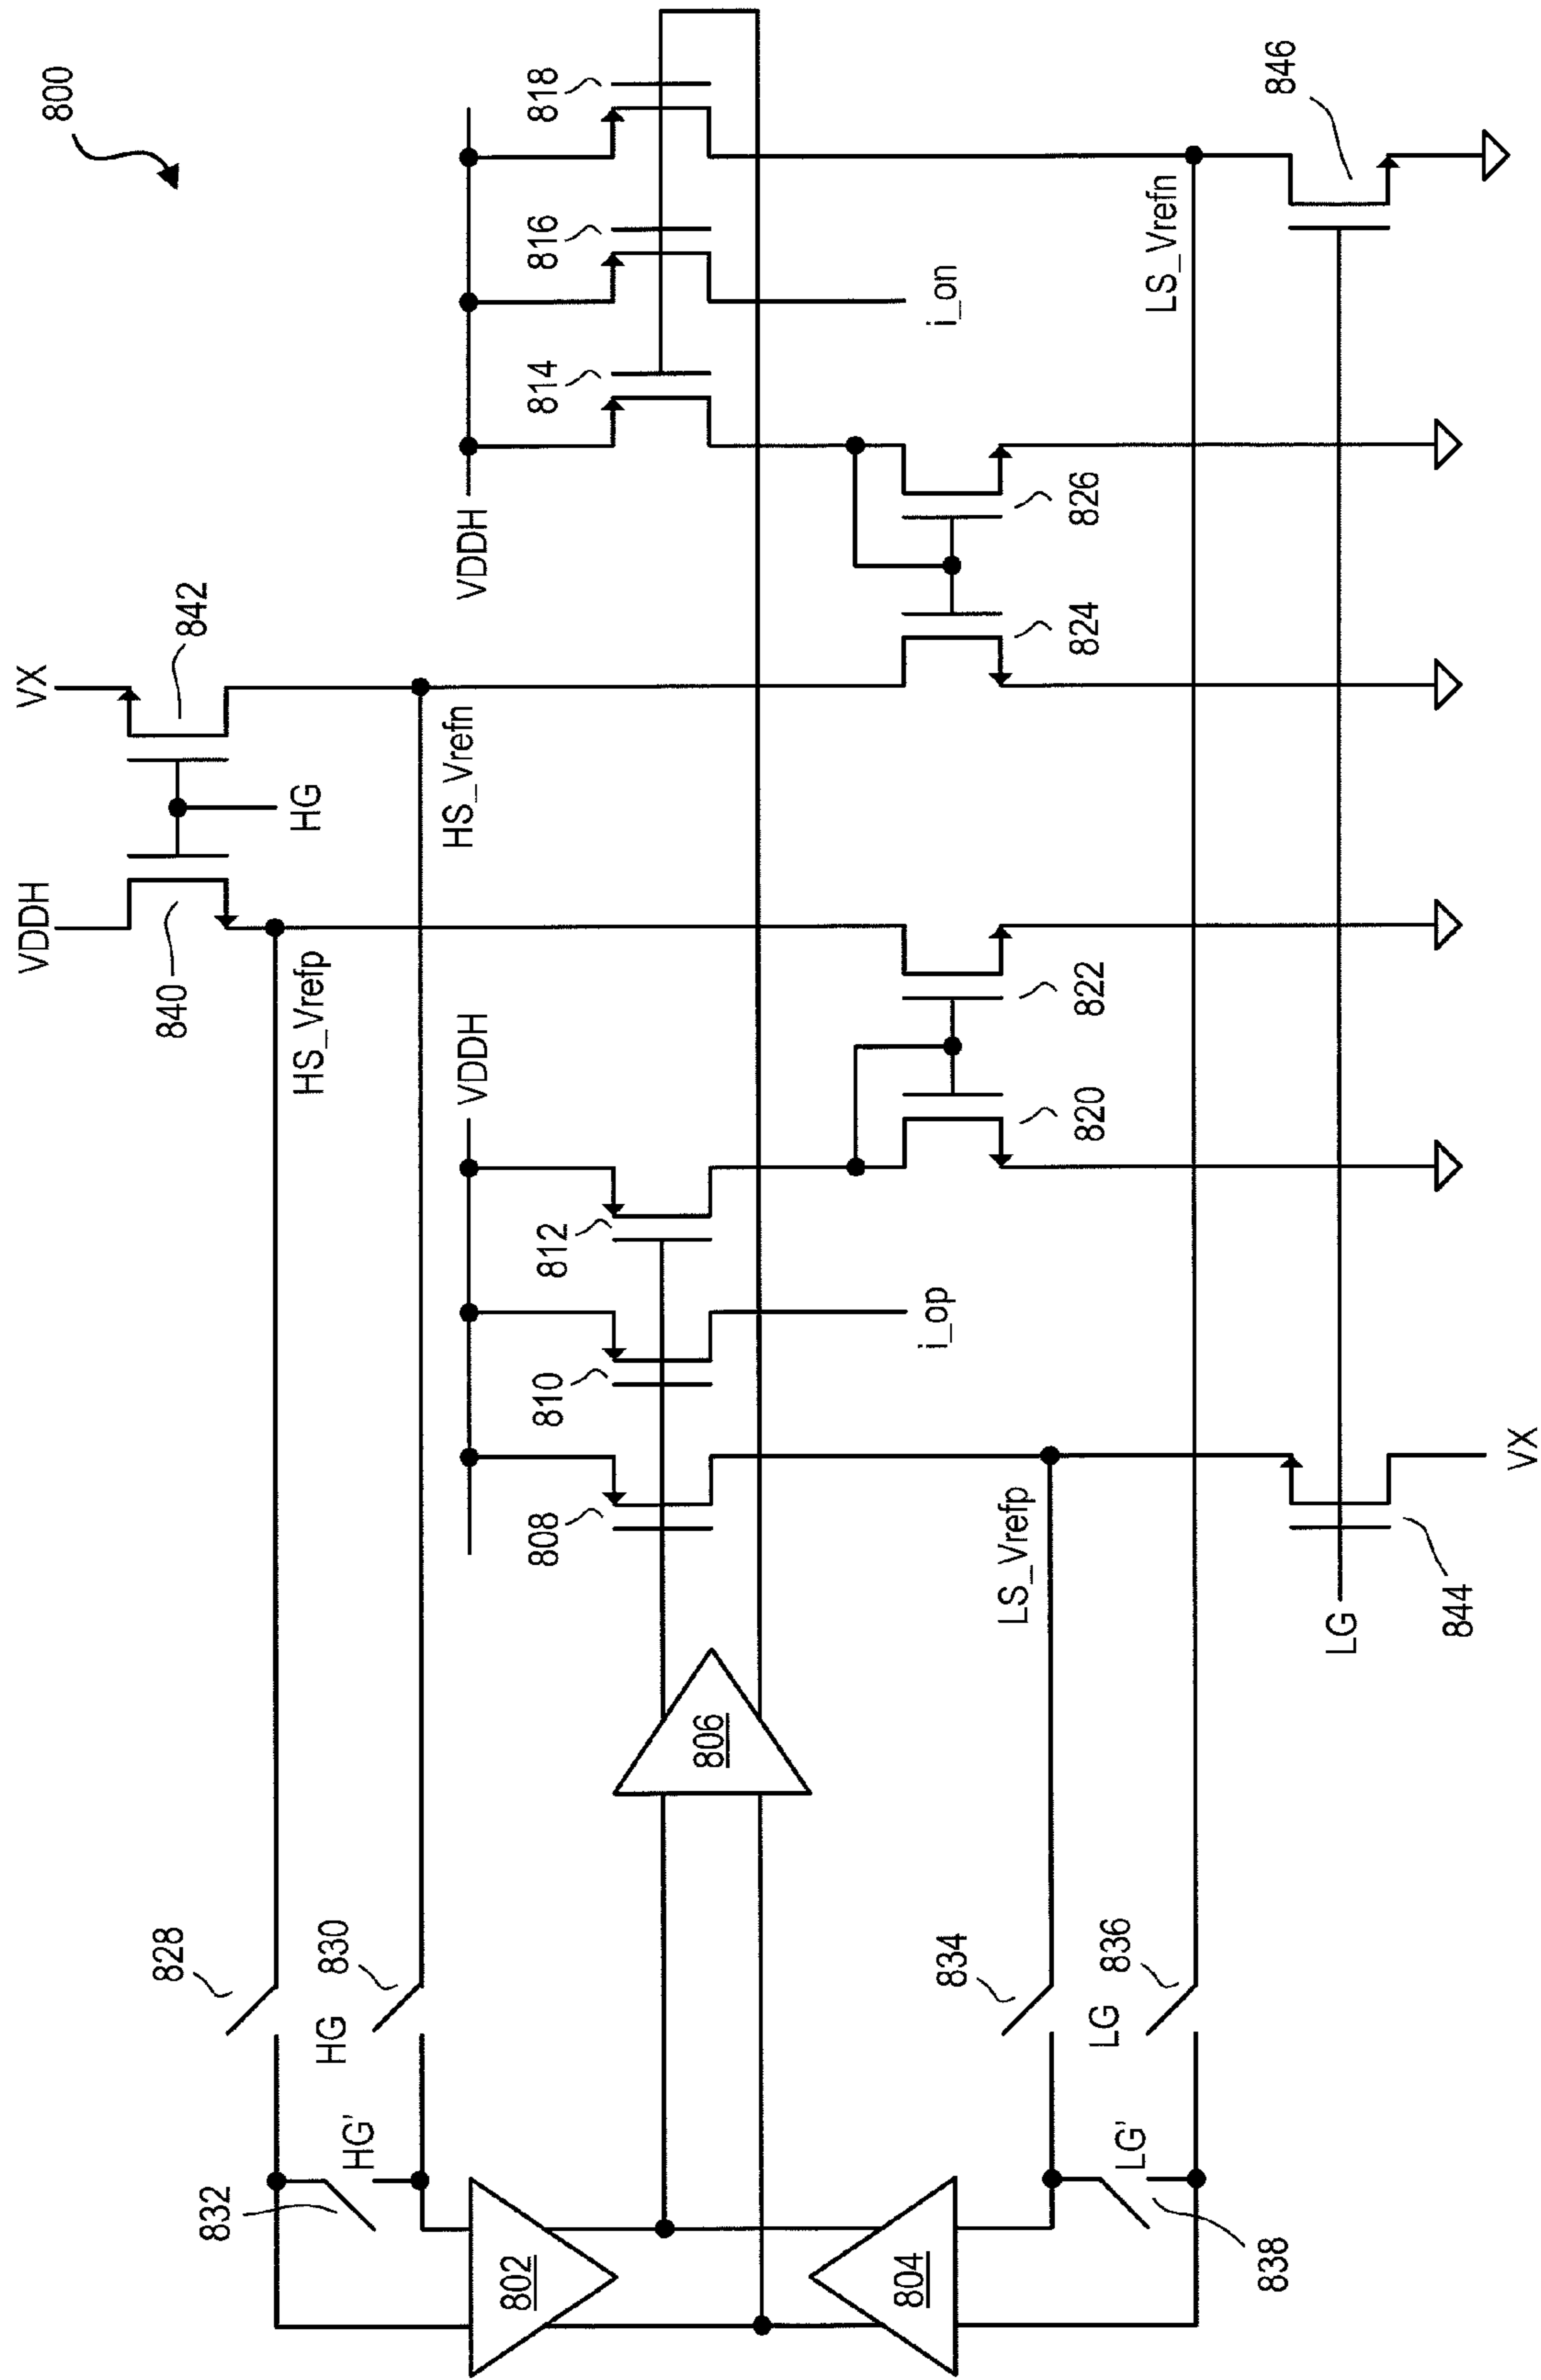 800
VDDH
VX
840
842
HG
HS_Vrefp
HS_Vrefn
828
830
HG
832
HG'
VDDH
VDDH
808
810
812
814
816
818
i_op
i_on
802
804
806
820
822
824
826
LS_Vrefp
LS_Vrefn
834
836
LG
838
LG'
LG
844
846
VX